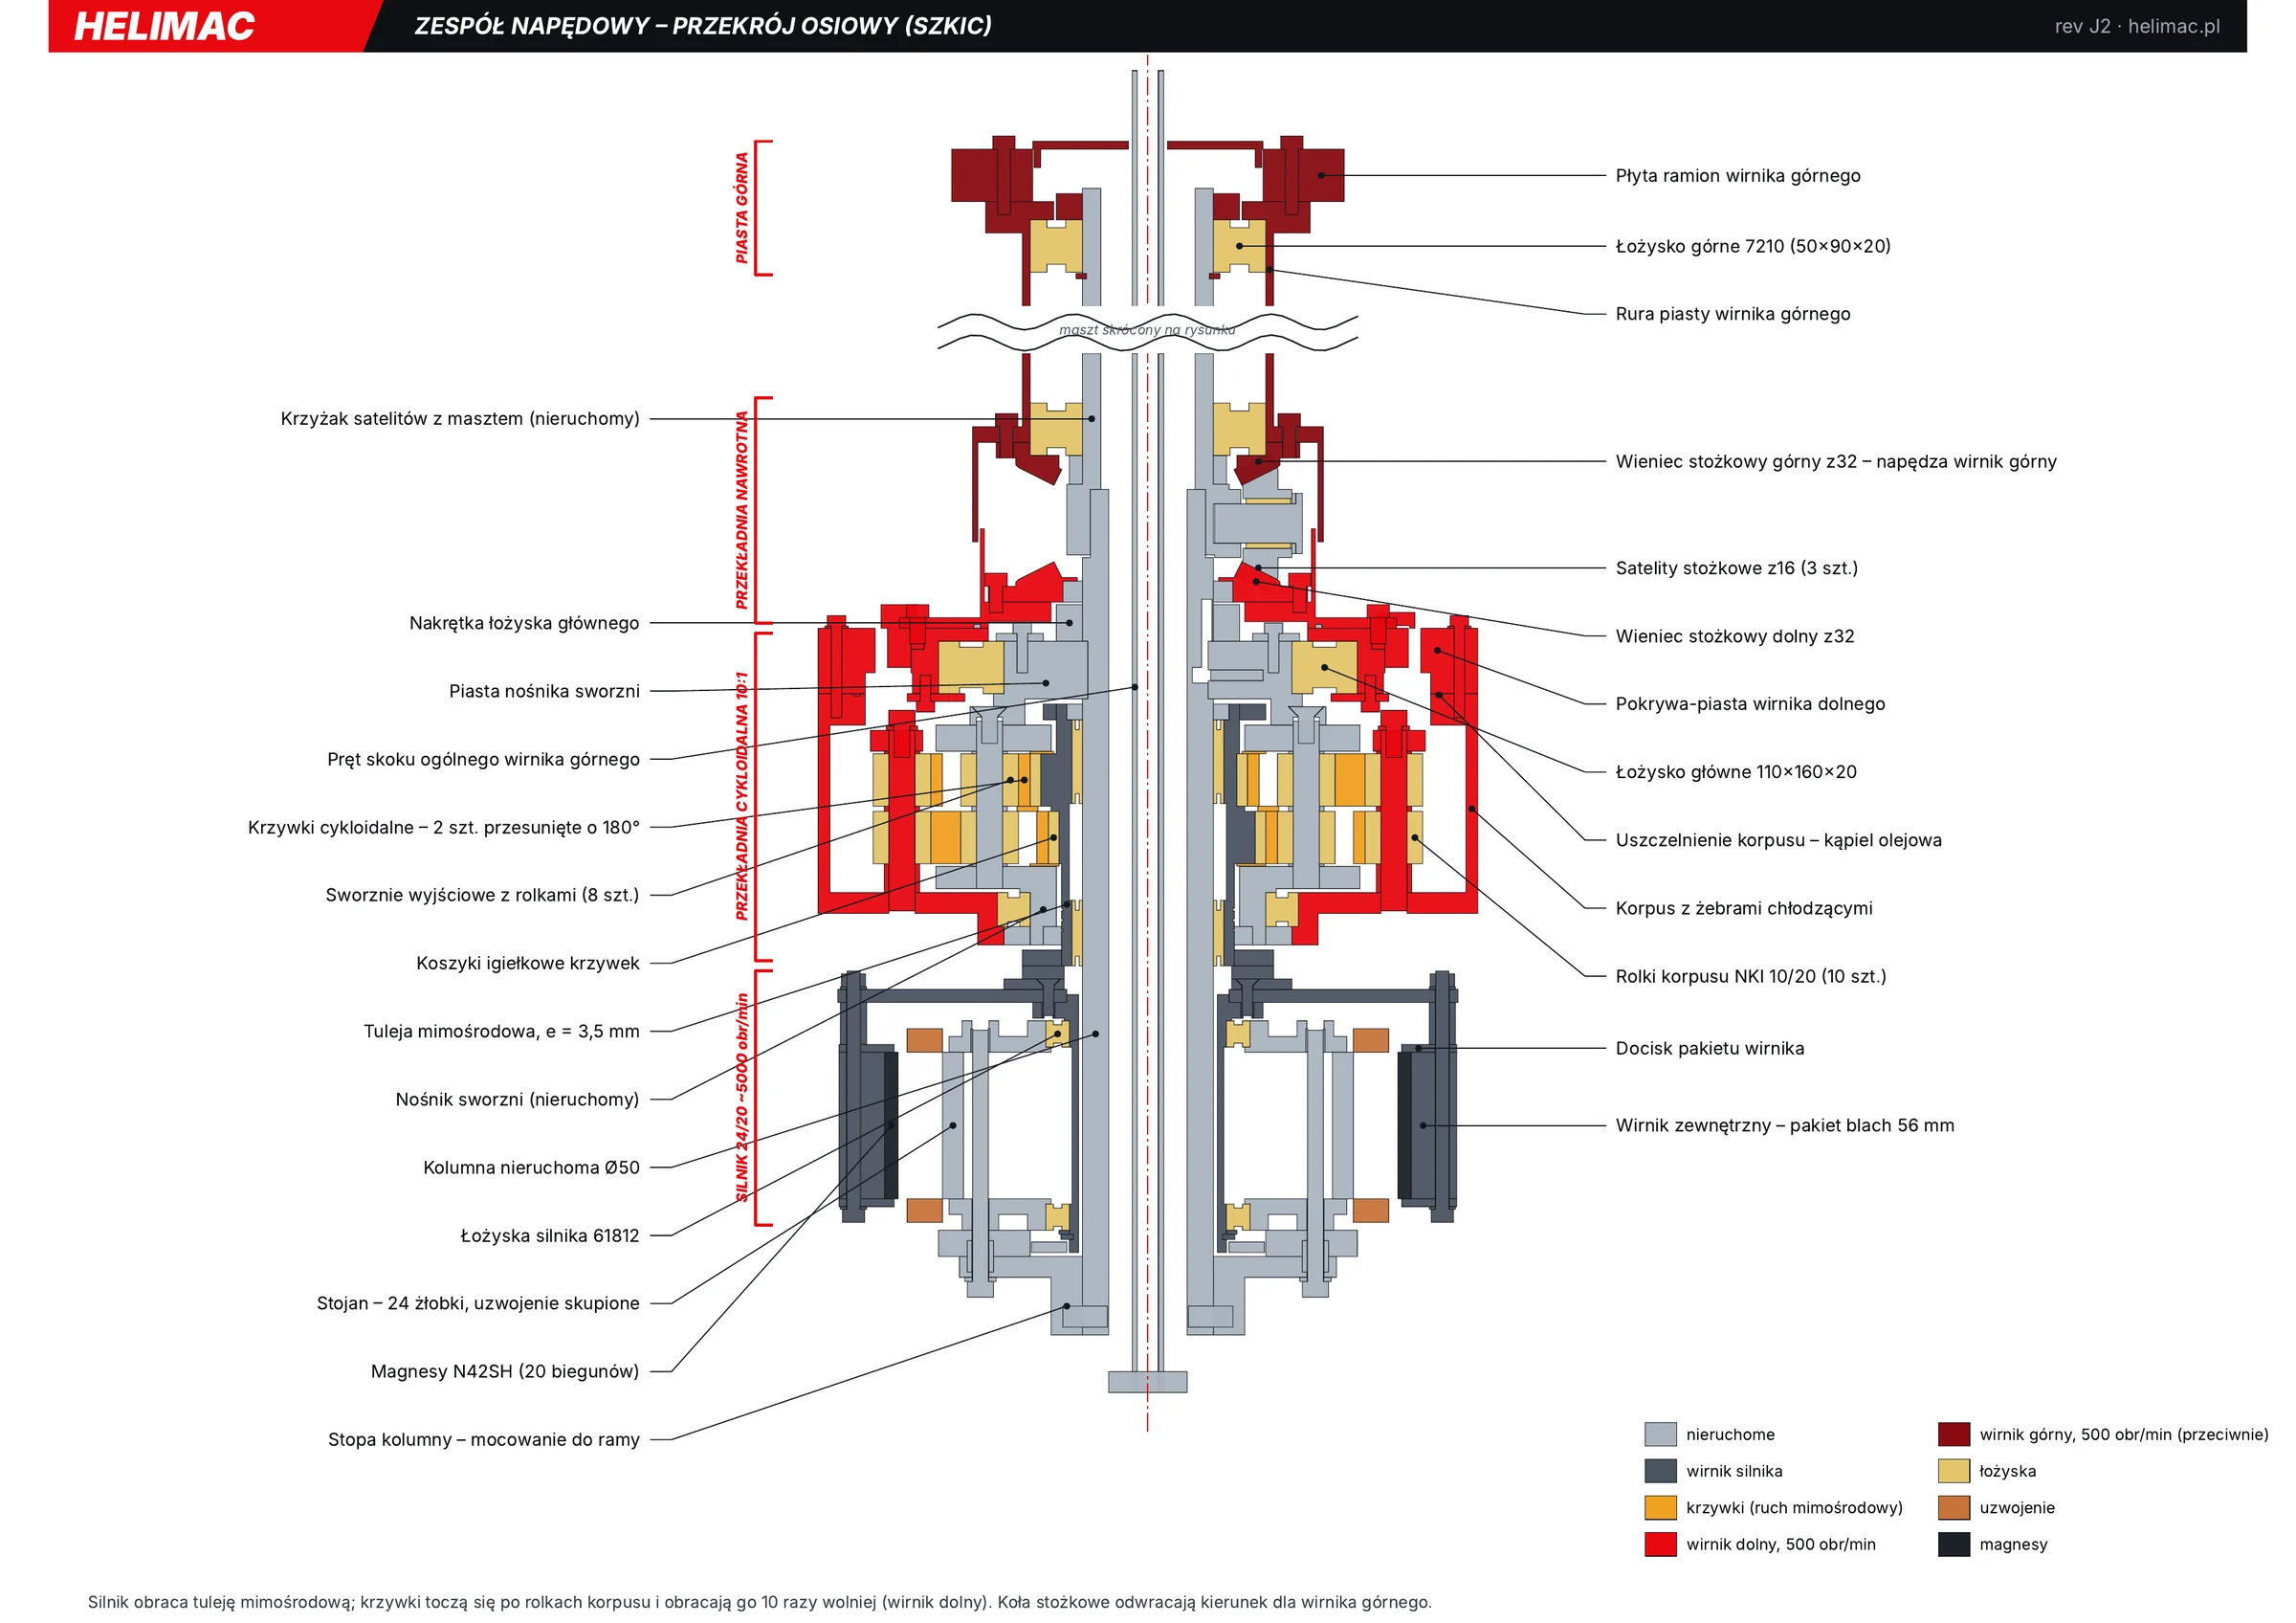 HELIMAC
ZESPÓŁ NAPĘDOWY – PRZEKRÓJ OSIOWY (SZKIC)
rev J2 · helimac.pl
PIASTA GÓRNA
PRZEKŁADNIA NAWROTNA
PRZEKŁADNIA CYKLOIDALNA 10:1
SILNIK 24/20 ~5000 obr/min
maszt skrócony na rysunku
Krzyżak satelitów z masztem (nieruchomy)
Nakrętka łożyska głównego
Piasta nośnika sworzni
Pręt skoku ogólnego wirnika górnego
Krzywki cykloidalne – 2 szt. przesunięte o 180°
Sworznie wyjściowe z rolkami (8 szt.)
Koszyki igiełkowe krzywek
Tuleja mimośrodowa, e = 3,5 mm
Nośnik sworzni (nieruchomy)
Kolumna nieruchoma Ø50
Łożyska silnika 61812
Stojan – 24 żłobki, uzwojenie skupione
Magnesy N42SH (20 biegunów)
Stopa kolumny – mocowanie do ramy
Płyta ramion wirnika górnego
Łożysko górne 7210 (50×90×20)
Rura piasty wirnika górnego
Wieniec stożkowy górny z32 – napędza wirnik górny
Satelity stożkowe z16 (3 szt.)
Wieniec stożkowy dolny z32
Pokrywa-piasta wirnika dolnego
Łożysko główne 110×160×20
Uszczelnienie korpusu – kąpiel olejowa
Korpus z żebrami chłodzącymi
Rolki korpusu NKI 10/20 (10 szt.)
Docisk pakietu wirnika
Wirnik zewnętrzny – pakiet blach 56 mm
nieruchome
wirnik silnika
krzywki (ruch mimośrodowy)
wirnik dolny, 500 obr/min
wirnik górny, 500 obr/min (przeciwnie)
łożyska
uzwojenie
magnesy
Silnik obraca tuleję mimośrodową; krzywki toczą się po rolkach korpusu i obracają go 10 razy wolniej (wirnik dolny). Koła stożkowe odwracają kierunek dla wirnika górnego.